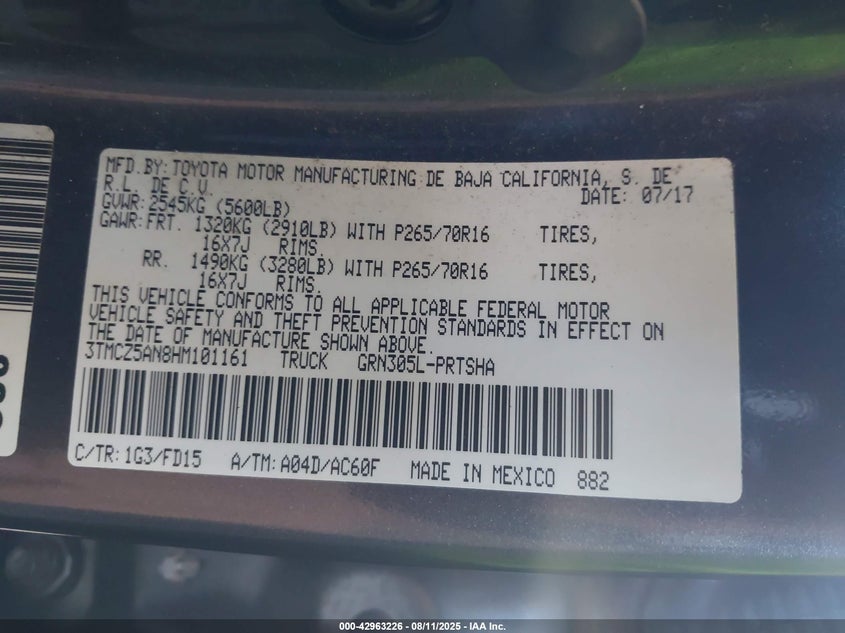 MFD.BY:TOYOTA MOTOR MANUFACTURING DE BAJA CALIFORNIA, S. DE
R.L. DE C.V. DATE: 07/17
GVWR:2545KG (5600LB)
GAWR:FRT. 1320KG (2910LB) WITH P265/70R16 TIRES,
16X7J RIMS.
RR. 1490KG (3280LB) WITH P265/70R16 TIRES,
16X7J RIMS.
THIS VEHICLE CONFORMS TO ALL APPLICABLE FEDERAL MOTOR
VEHICLE SAFETY AND THEFT PREVENTION STANDARDS IN EFFECT ON
THE DATE OF MANUFACTURE SHOWN ABOVE.
3TMCZ5AN8HM101161 TRUCK GRN305L-PRTSHA
C/TR:1G3/FD15 A/TM:A04D/AC60F MADE IN MEXICO 882
000-42963226 - 08/11/2025 - IAA Inc.